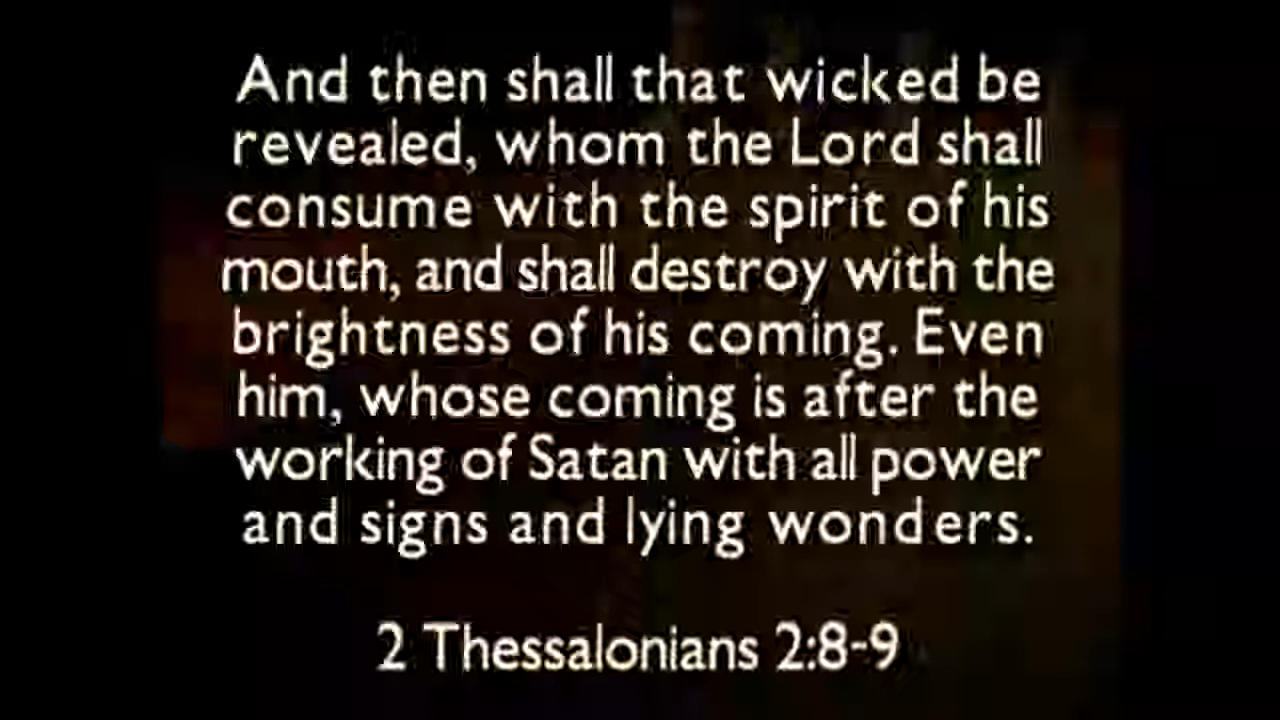 And then shall that wicked be
revealed, whom the Lord shall
consume with the spirit of his
mouth, and shall destroy with the
brightness of his coming. Even
him, whose coming is after the
working of Satan with all power
and signs and lying wonders.
2 Thessalonians 2:8-9